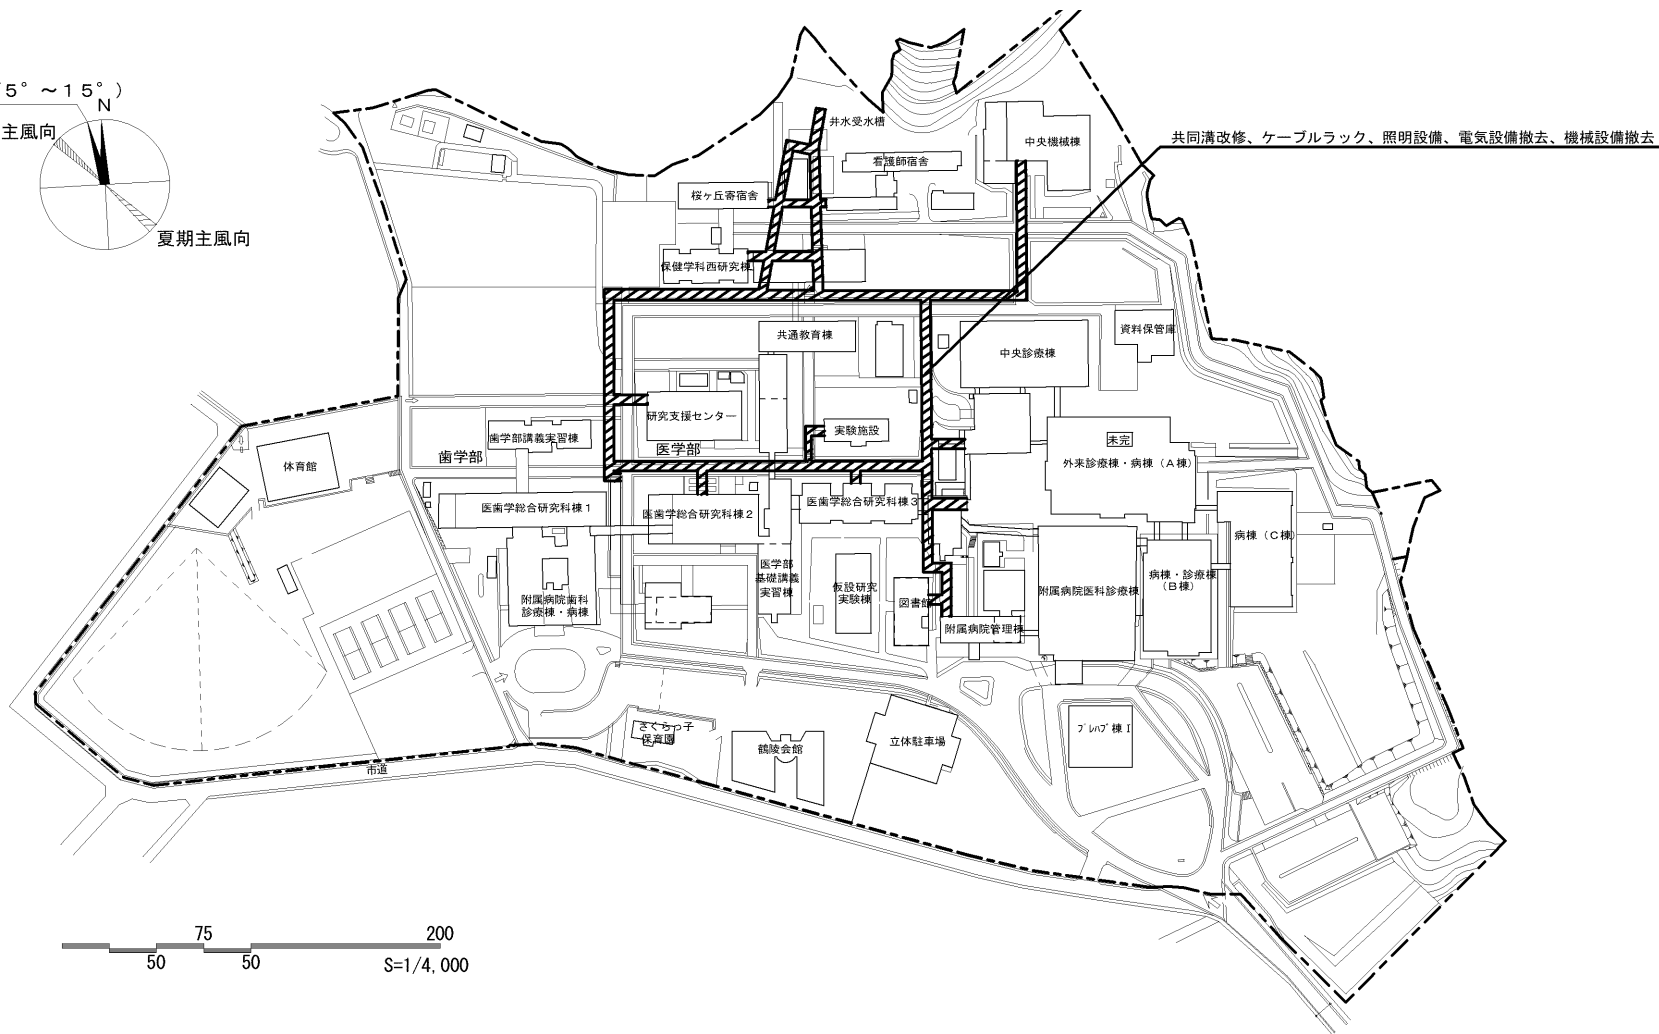 5°～15°）
N
主風向
夏期主風向
井水受水槽
中央機械棟
共同溝改修、ケーブルラック、照明設備、電気設備撤去、機械設備撤去
看護師宿舎
桜ヶ丘寄宿舎
保健学科西研究棟
共通教育棟
資料保管庫
中央診療棟
研究支援センター
実験施設
医学部
歯学部講義実習棟
歯学部
体育館
未完
外来診療棟・病棟（A棟）
医歯学総合研究科棟１
医歯学総合研究科棟２
医歯学総合研究科棟３
病棟（C棟）
医学部
基礎講義
実習棟
仮設研究
実験棟
図書館
附属病院歯科
診療棟・病棟
附属病院医科診療棟
病棟・診療棟
（B棟）
附属病院管理棟
さくらっ子
保育園
鶴陵会館
立体駐車場
ﾌﾟﾚﾊﾌﾞ棟Ⅰ
市道
75
200
50
50
S=1/4,000